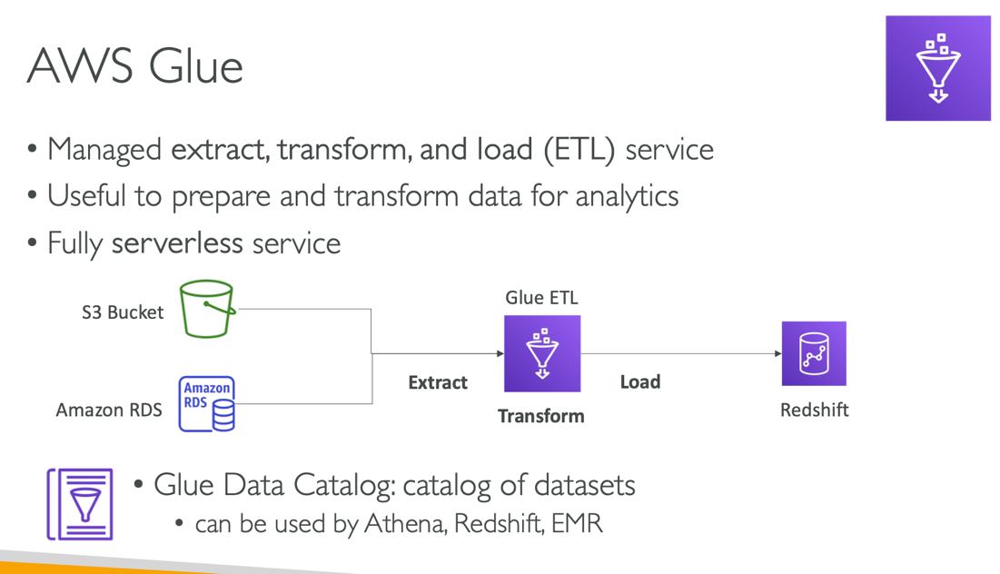 AWS Glue
• Managed extract, transform, and load (ETL) service
• Useful to prepare and transform data for analytics
• Fully serverless service
S3 Bucket
Glue ETL
Amazon RDS
Amazon
RDS
Extract
Transform
Load
Redshift
• Glue Data Catalog: catalog of datasets
• can be used by Athena, Redshift, EMR